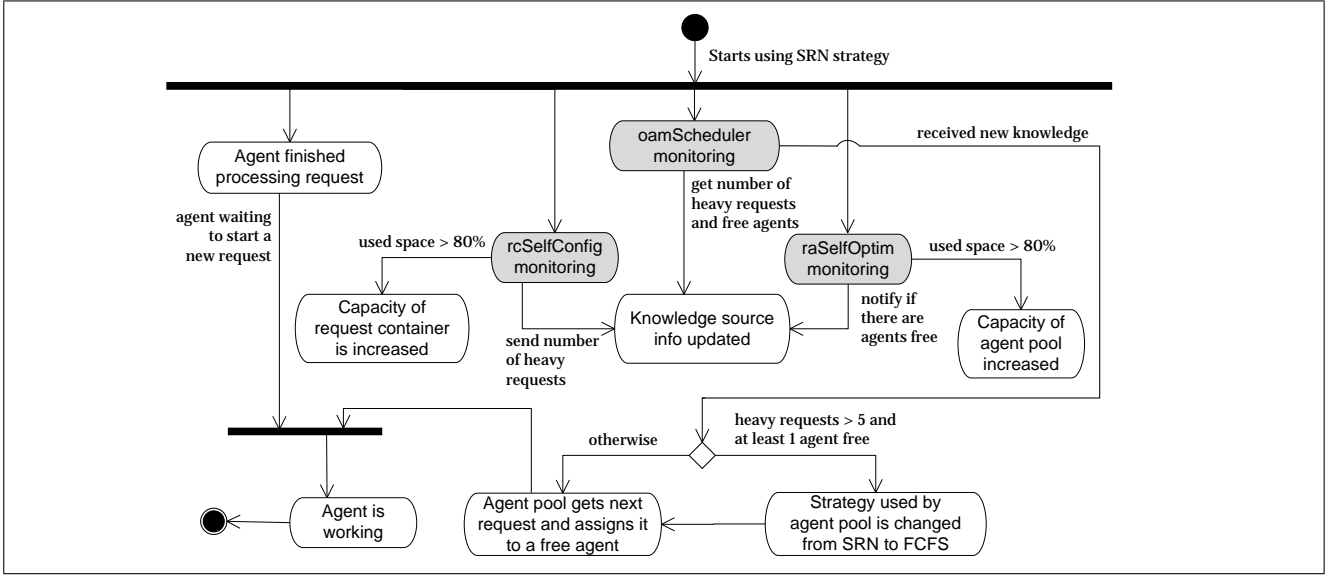 Starts using SRN strategy
oamScheduler
monitoring
received new knowledge
Agent finished
processing request
get number of
heavy requests
and free agents
agent waiting
to start a
new request
used space > 80%
rcSelfConfig
monitoring
raSelfOptim
monitoring
used space > 80%
Capacity of
request container
is increased
send number
of heavy
requests
Knowledge source
info updated
notify if
there are
agents free
Capacity of
agent pool
increased
otherwise
heavy requests > 5 and
at least 1 agent free
Agent is
working
Agent pool gets next
request and assigns it
to a free agent
Strategy used by
agent pool is changed
from SRN to FCFS